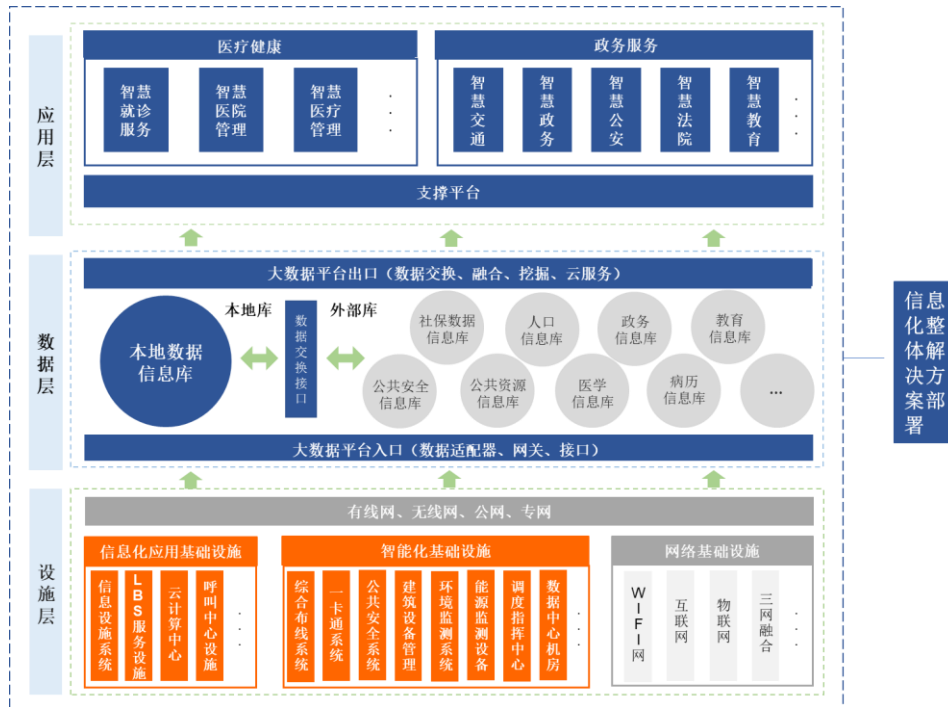 应用层
医疗健康
智慧
就诊
服务
智慧
医院
管理
智慧
医疗
管理
政务服务
智慧交通
智慧政务
智慧公安
智慧法院
智慧教育
支撑平台
数据层
大数据平台出口（数据交换、融合、挖掘、云服务）
本地数据
信息库
本地库
数据交换接口
外部库
社保数据
信息库
人口
信息库
政务
信息库
教育
信息库
公共安全
信息库
公共资源
信息库
医学
信息库
病历
信息库
...
大数据平台入口（数据适配器、网关、接口）
设施层
有线网、无线网、公网、专网
信息化应用基础设施
信息设施系统
LBS服务设施
云计算中心
呼叫中心设施
智能化基础设施
综合布线系统
一卡通系统
公共安全系统
建筑设备管理
环境监测系统
能源监测设备
调度指挥中心
数据中心机房
网络基础设施
WIFI网
互联网
物联网
三网融合
信息
化整
体解
决方
案部
署